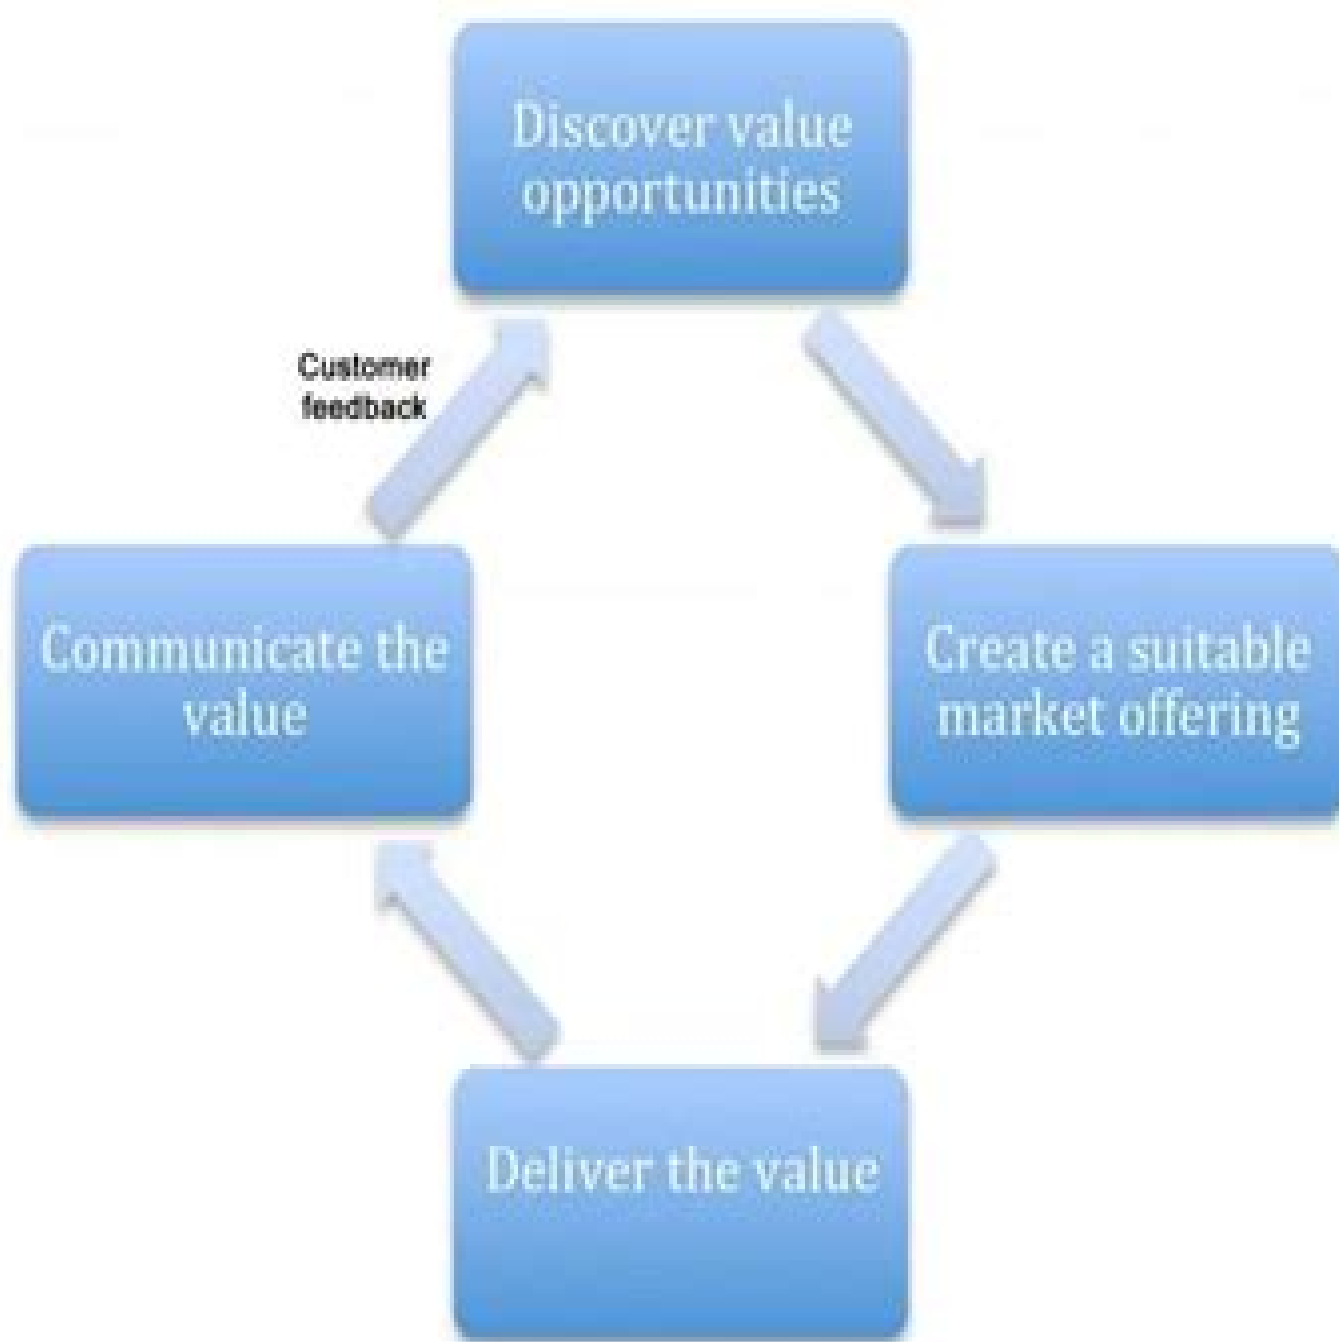 Discover value
opportunities
Customer
feedback
Communicate the
value
Create a suitable
market offering
Deliver the value